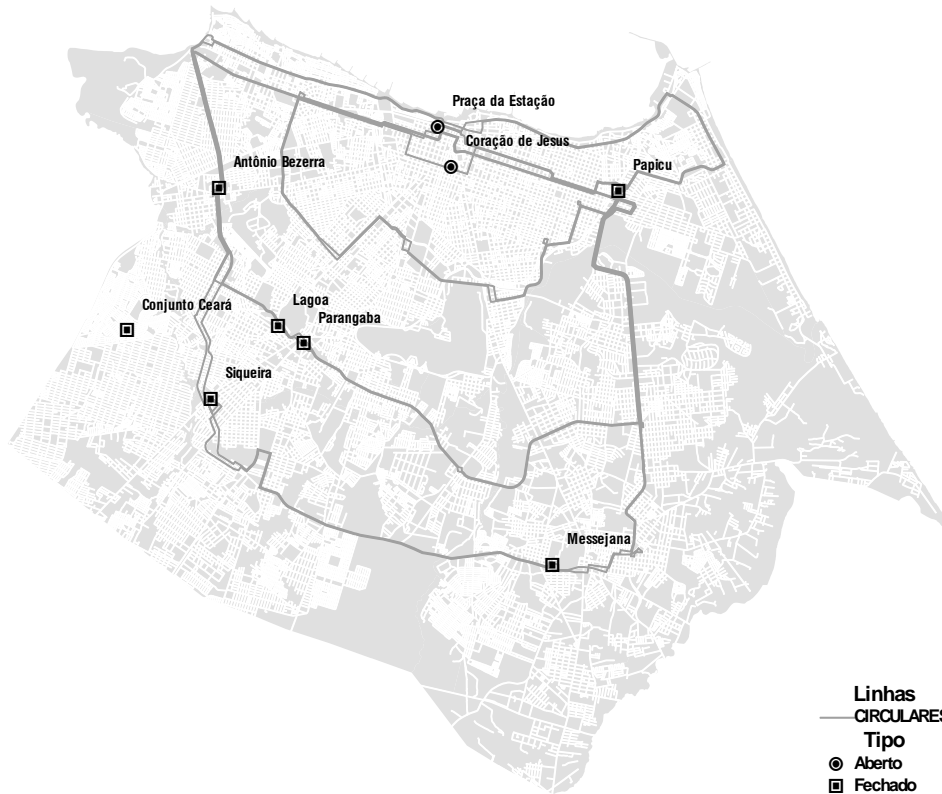 Praça da Estação
Coração de Jesus
Antônio Bezerra
Papicu
Conjunto Ceará
Lagoa
Parangaba
Siqueira
Messejana
Linhas
CIRCULARES
Tipo
Aberto
Fechado